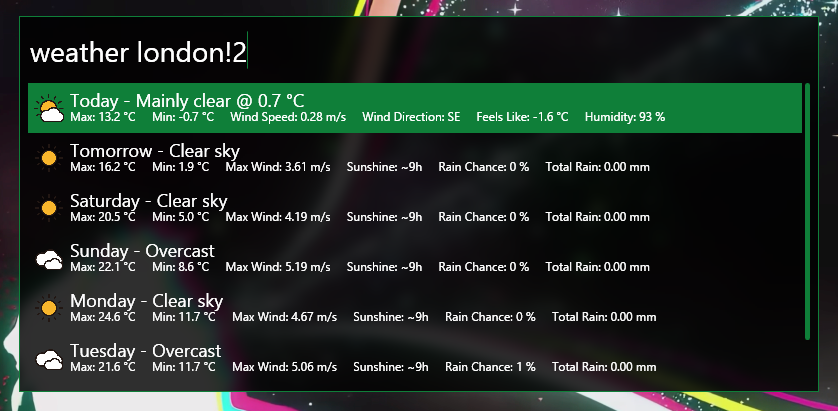 weather london!2
Today - Mainly clear @ 0.7 °C
Max: 13.2 °C Min: -0.7 °C Wind Speed: 0.28 m/s Wind Direction: SE Feels Like: -1.6 °C Humidity: 93 %
Tomorrow - Clear sky
Max: 16.2 °C Min: 1.9 °C Max Wind: 3.61 m/s Sunshine: ~9h Rain Chance: 0 % Total Rain: 0.00 mm
Saturday - Clear sky
Max: 20.5 °C Min: 5.0 °C Max Wind: 4.19 m/s Sunshine: ~9h Rain Chance: 0 % Total Rain: 0.00 mm
Sunday - Overcast
Max: 22.1 °C Min: 8.6 °C Max Wind: 5.19 m/s Sunshine: ~9h Rain Chance: 0 % Total Rain: 0.00 mm
Monday - Clear sky
Max: 24.6 °C Min: 11.7 °C Max Wind: 4.67 m/s Sunshine: ~9h Rain Chance: 0 % Total Rain: 0.00 mm
Tuesday - Overcast
Max: 21.6 °C Min: 11.7 °C Max Wind: 5.06 m/s Sunshine: ~9h Rain Chance: 1 % Total Rain: 0.00 mm